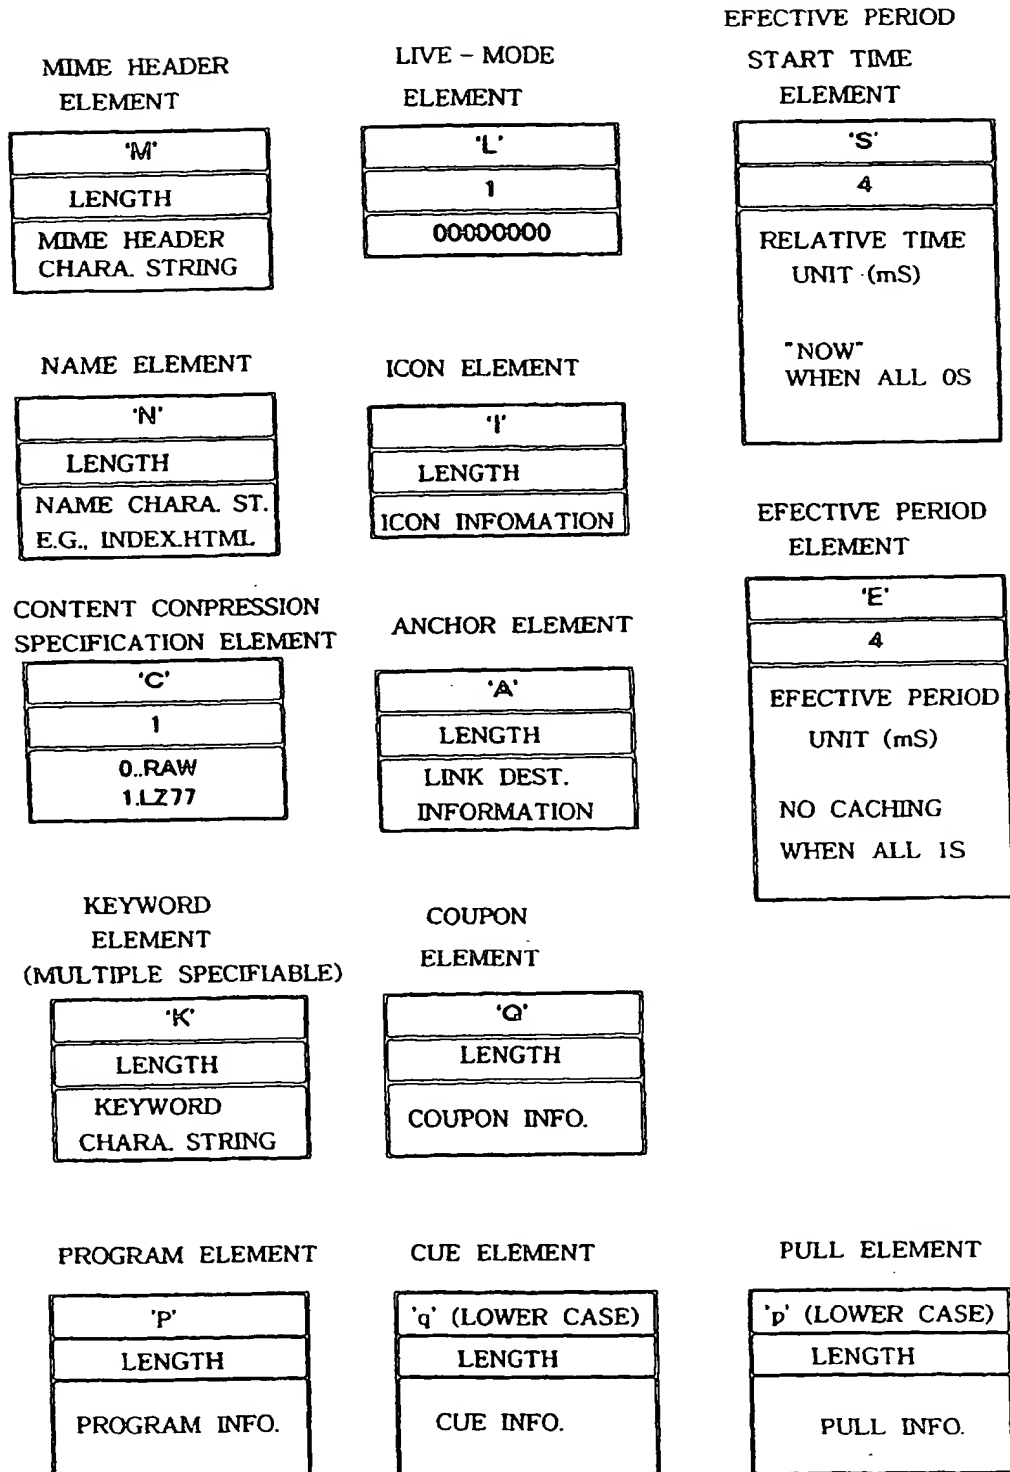 MIME HEADER
ELEMENT
'M'
LENGTH
MIME HEADER
CHARA. STRING
LIVE - MODE
ELEMENT
'L'
1
00000000
EFECTIVE PERIOD
START TIME
ELEMENT
'S'
4
RELATIVE TIME
UNIT (mS)
"NOW"
WHEN ALL 0S
NAME ELEMENT
'N'
LENGTH
NAME CHARA. ST.
E.G., INDEX.HTML
ICON ELEMENT
'I'
LENGTH
ICON INFOMATION
EFECTIVE PERIOD
ELEMENT
'E'
4
EFECTIVE PERIOD
UNIT (mS)
NO CACHING
WHEN ALL 1S
CONTENT CONPRESSION
SPECIFICATION ELEMENT
'C'
1
0..RAW
1.LZ77
ANCHOR ELEMENT
'A'
LENGTH
LINK DEST.
INFORMATION
KEYWORD
ELEMENT
(MULTIPLE SPECIFIABLE)
'K'
LENGTH
KEYWORD
CHARA. STRING
COUPON
ELEMENT
'Q'
LENGTH
COUPON INFO.
PROGRAM ELEMENT
'P'
LENGTH
PROGRAM INFO.
CUE ELEMENT
'q' (LOWER CASE)
LENGTH
CUE INFO.
PULL ELEMENT
'p' (LOWER CASE)
LENGTH
PULL INFO.